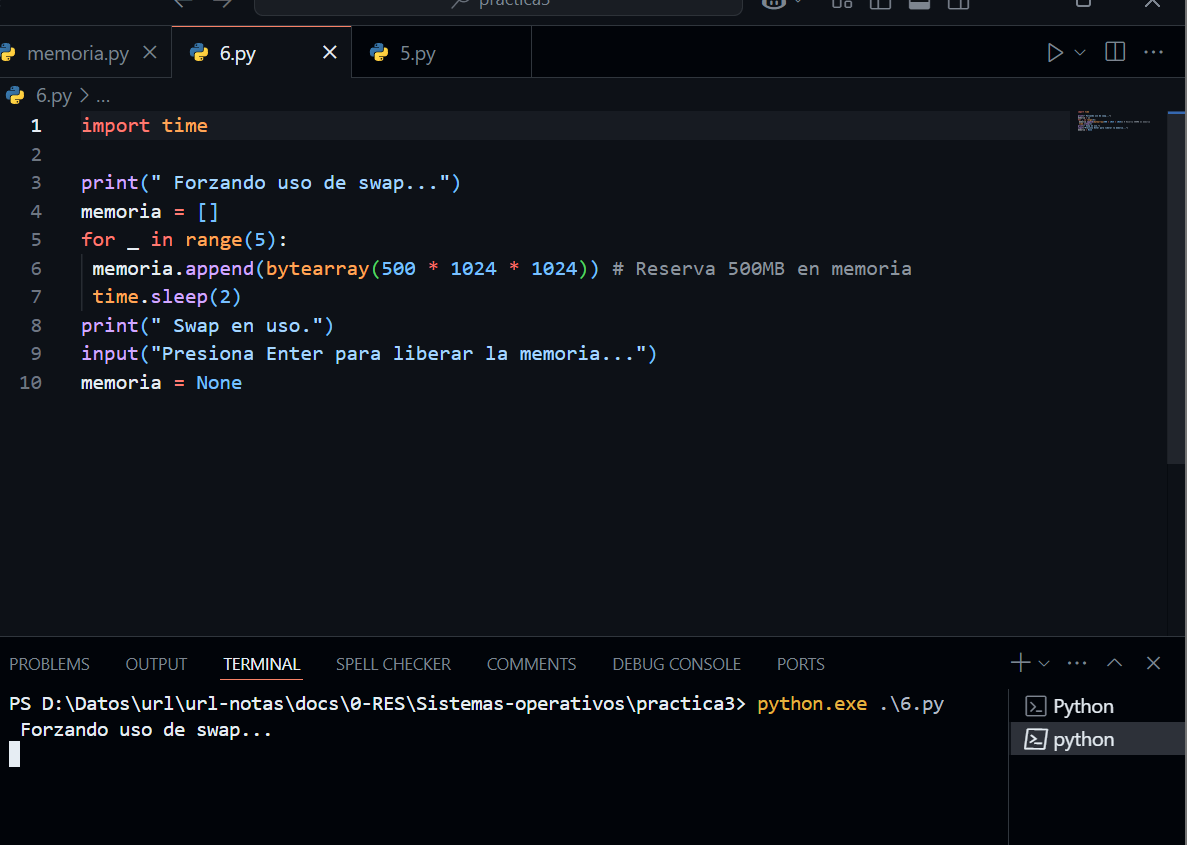 practica3
memoria.py
6.py
5.py
6.py > ...
1 import time
2
3 print(" Forzando uso de swap...")
4 memoria = []
5 for _ in range(5):
6 memoria.append(bytearray(500 * 1024 * 1024)) # Reserva 500MB en memoria
7 time.sleep(2)
8 print(" Swap en uso.")
9 input("Presiona Enter para liberar la memoria...")
10 memoria = None
PROBLEMS OUTPUT TERMINAL SPELL CHECKER COMMENTS DEBUG CONSOLE PORTS
PS D:\Datos\url\url-notas\docs\0-RES\Sistemas-operativos\practica3> python.exe .\6.py
Forzando uso de swap...
Python
python